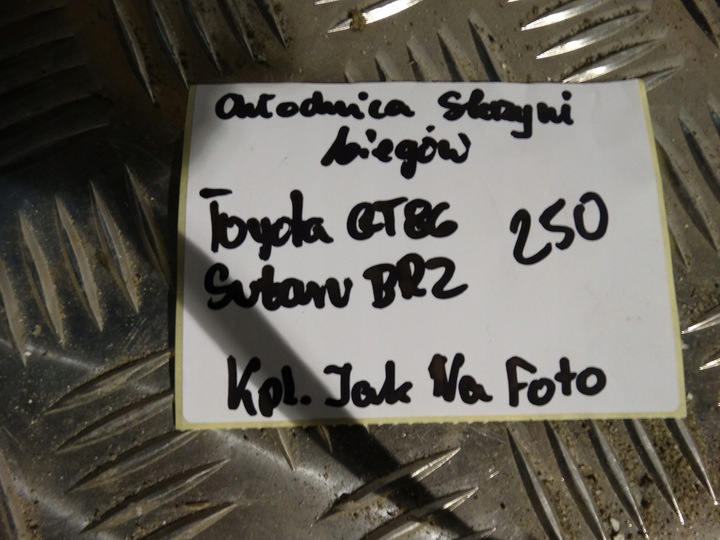 Chłodnica Skrzyni
biegów
Toyota GT86 250
Subaru BRZ
Kpl. Jak Na Foto